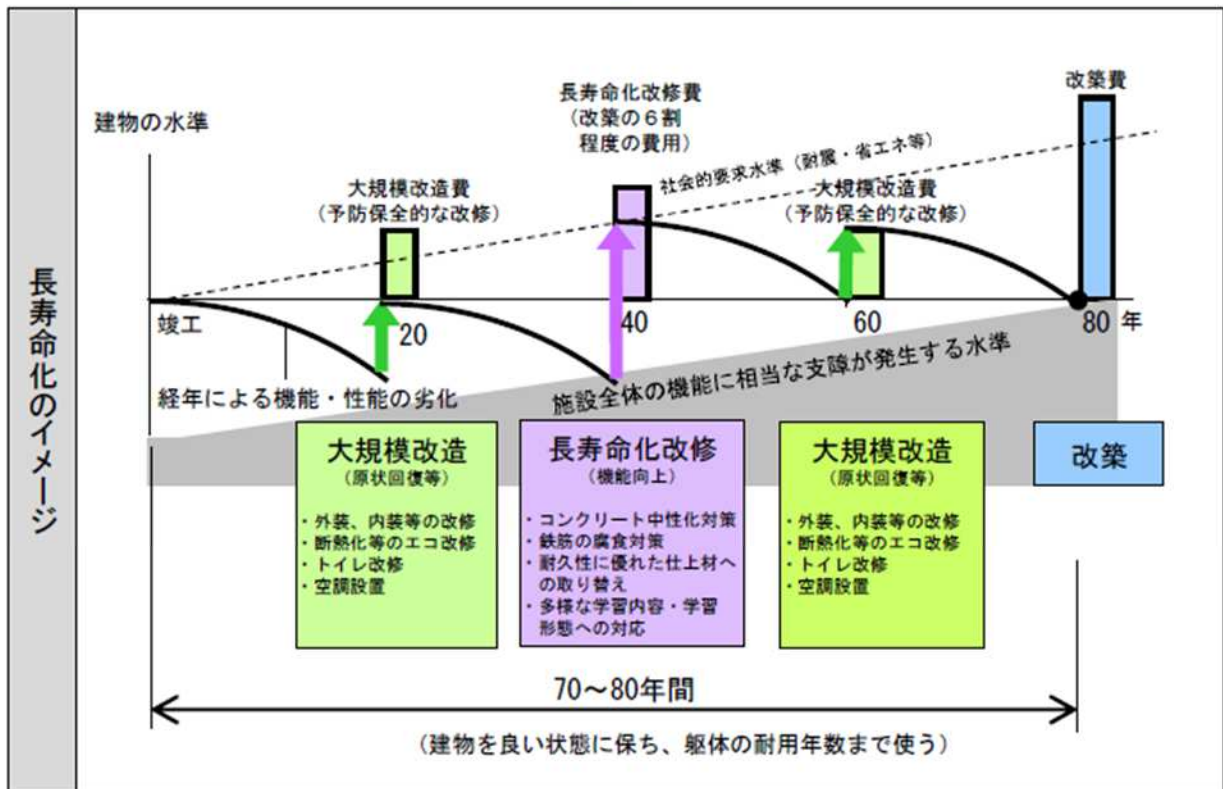 長寿命化のイメージ
建物の水準
長寿命化改修費
（改築の６割
程度の費用）
改築費
社会的要求水準（耐震・省エネ等）
大規模改造費
（予防保全的な改修）
大規模改造費
（予防保全的な改修）
竣工
20
40
60
80 年
経年による機能・性能の劣化
施設全体の機能に相当な支障が発生する水準
大規模改造
（原状回復等）
・外装、内装等の改修
・断熱化等のエコ改修
・トイレ改修
・空調設置
長寿命化改修
（機能向上）
・コンクリート中性化対策
・鉄筋の腐食対策
・耐久性に優れた仕上材へ
の取り替え
・多様な学習内容・学習
形態への対応
大規模改造
（原状回復等）
・外装、内装等の改修
・断熱化等のエコ改修
・トイレ改修
・空調設置
改築
70～80年間
（建物を良い状態に保ち、躯体の耐用年数まで使う）